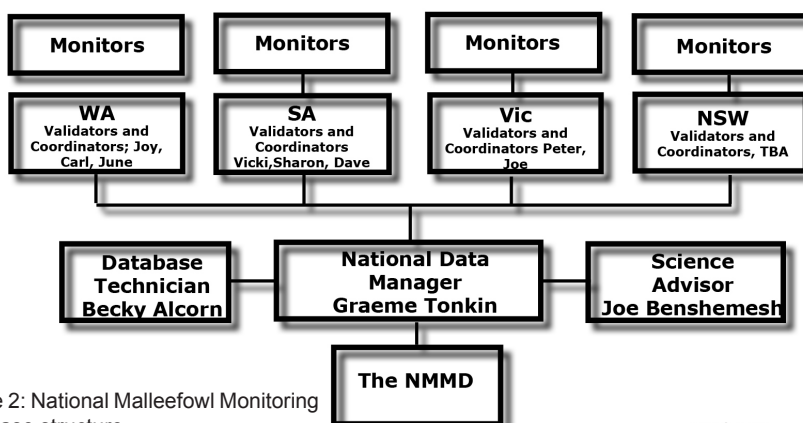 Monitors
Monitors
Monitors
Monitors
WA
Validators and
Coordinators; Joy,
Carl, June
SA
Validators and
Coordinators
Vicki,Sharon, Dave
Vic
Validators and
Coordinators Peter,
Joe
NSW
Validators and
Coordinators, TBA
Database
Technician
Becky Alcorn
National Data
Manager
Graeme Tonkin
Science
Advisor
Joe Benshemesh
The NMMD
2: National Malleefowl Monitoring
structure